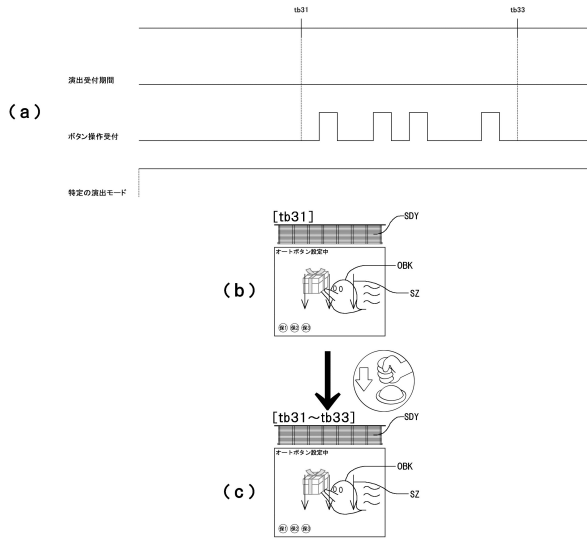 tb31 tb33
演出受付期間
(a)
ボタン操作受付
特定の演出モード
[tb31]
SDY
オートボタン設定中
OBK
(b)
SZ
保1 保2 保3
[tb31～tb33]
SDY
オートボタン設定中
OBK
(c)
SZ
保1 保2 保3